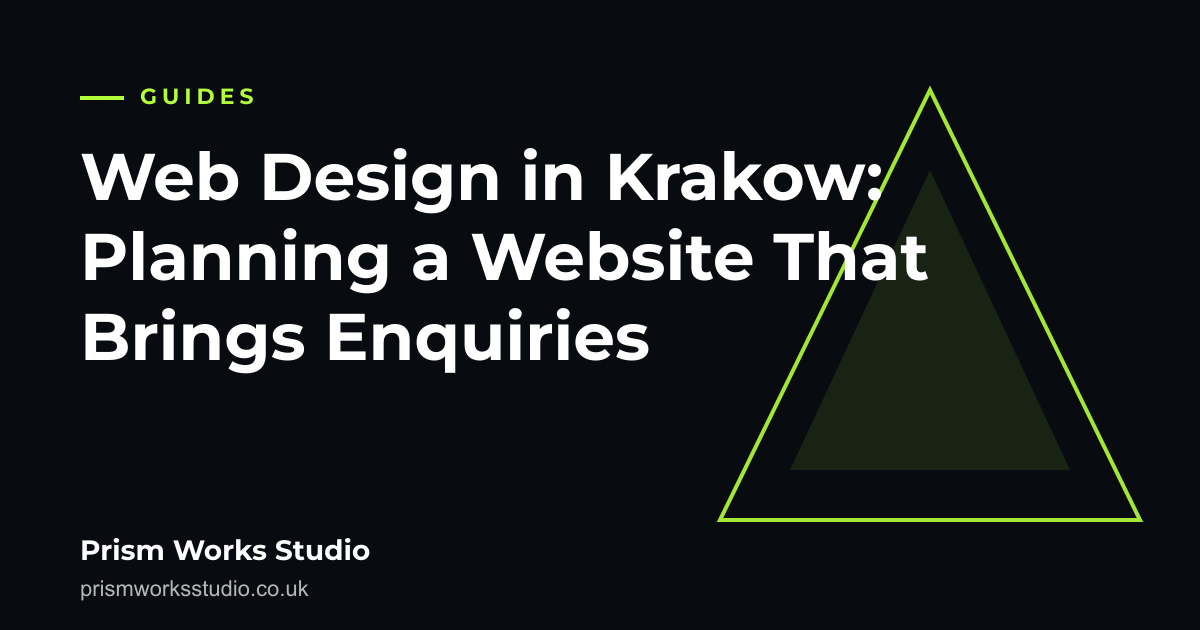 GUIDES
Web Design in Krakow:
Planning a Website That
Brings Enquiries
Prism Works Studio
prismworksstudio.co.uk